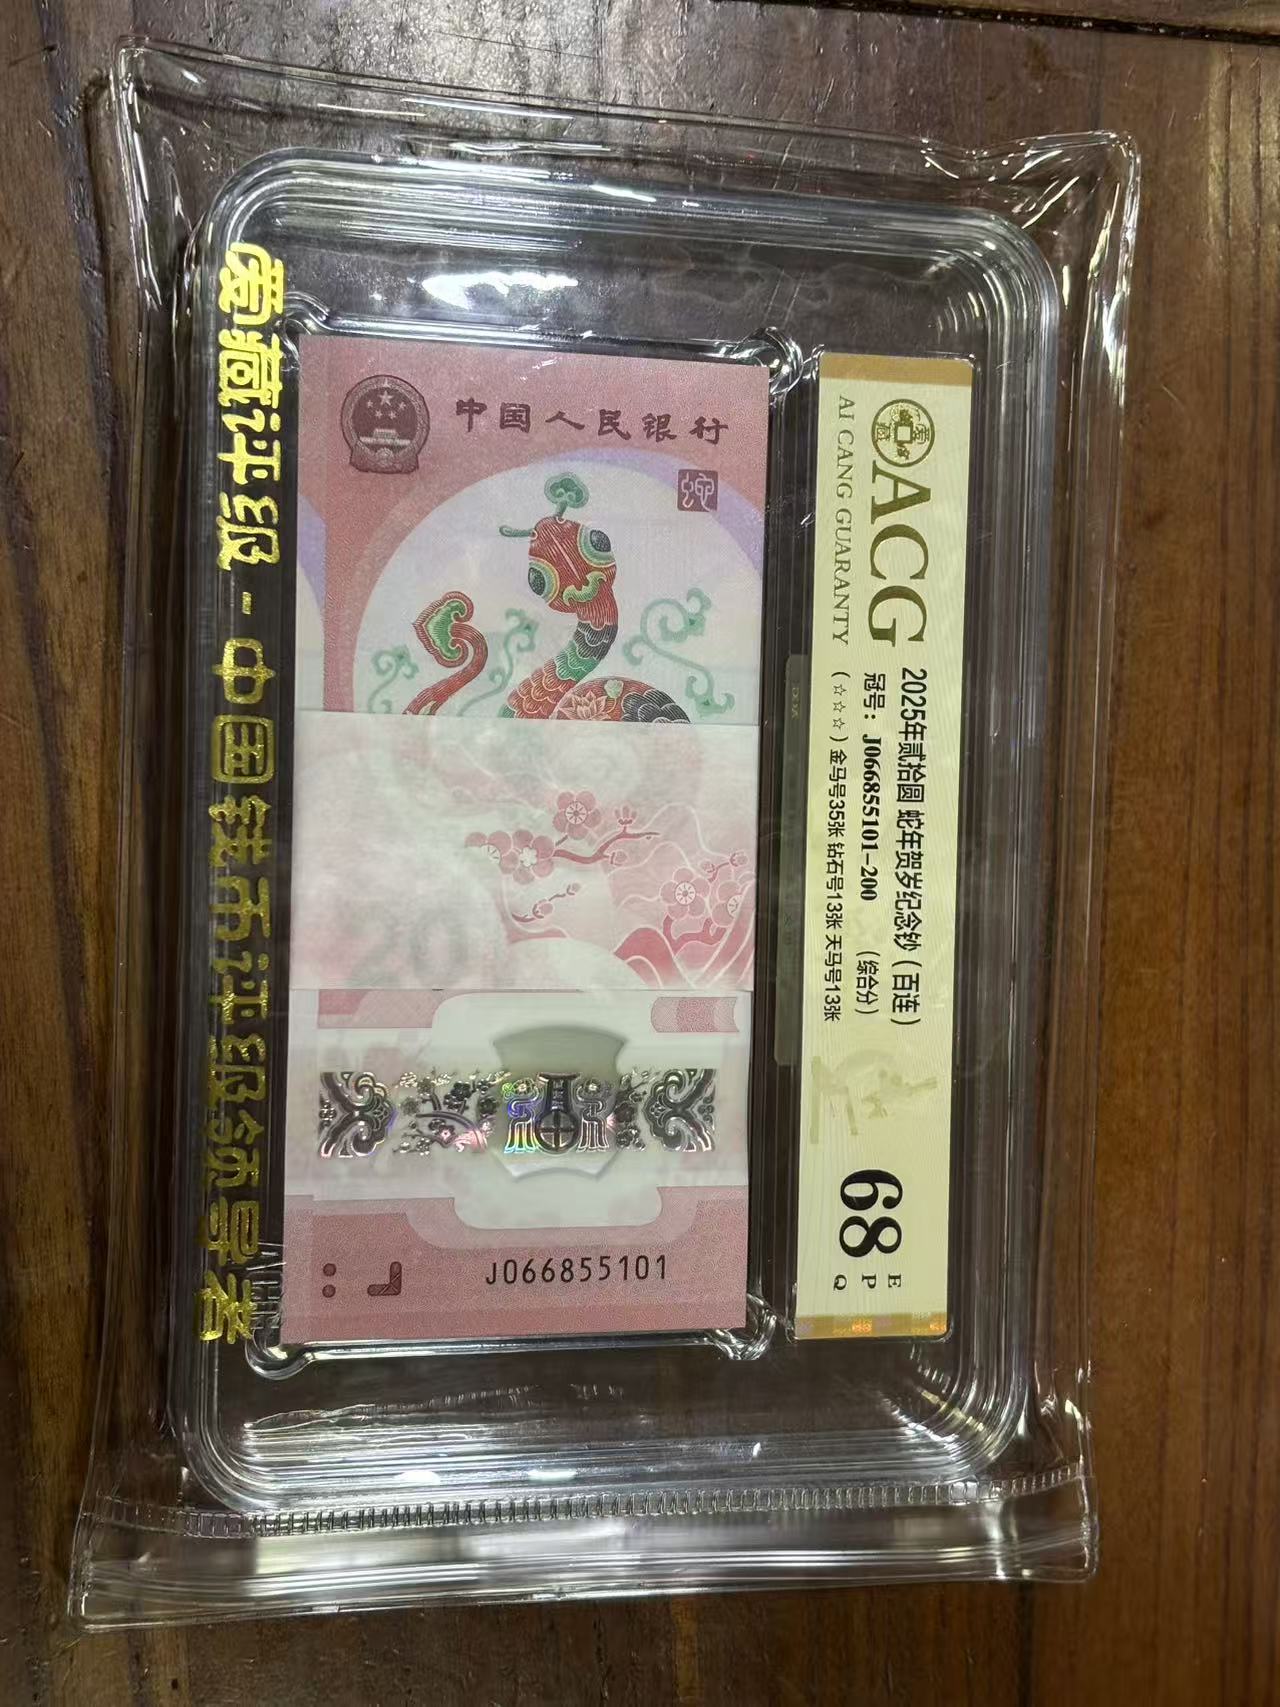 爱藏评级-中国钱币评级领导者
中国人民银行
蛇
J066855101
ACG
AI CANG GUARANTY
2025年贰拾圆 蛇年贺岁纪念钞（百连）
冠号：J066855101-200 （综合分）
（☆☆☆）金马号35张 钻石号13张 天马号13张
68
E
P
Q